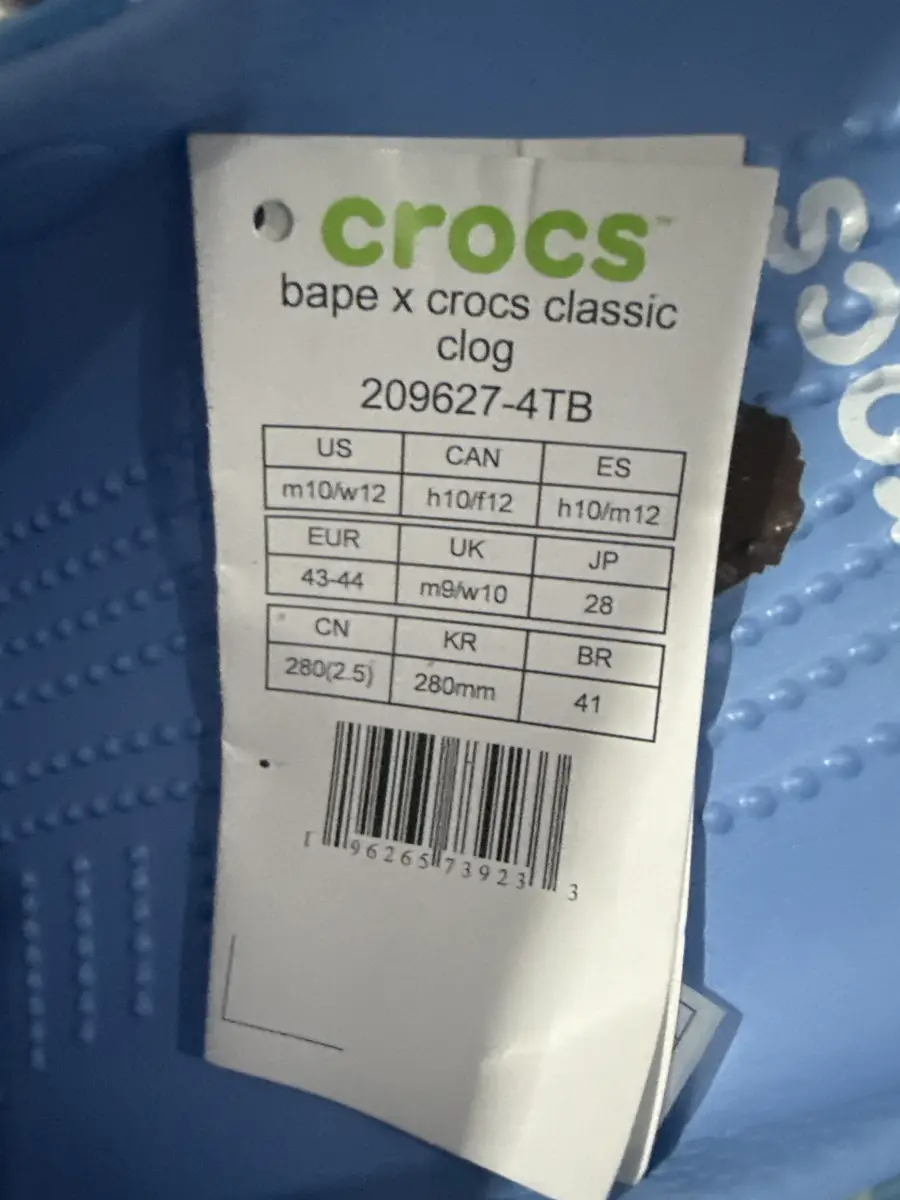 crocs™
bape x crocs classic
clog
209627-4TB
US CAN ES
m10/w12 h10/f12 h10/m12
EUR UK JP
43-44 m9/w10 28
CN KR BR
280(2.5) 280mm 41
1 96265 73923 3
crocs